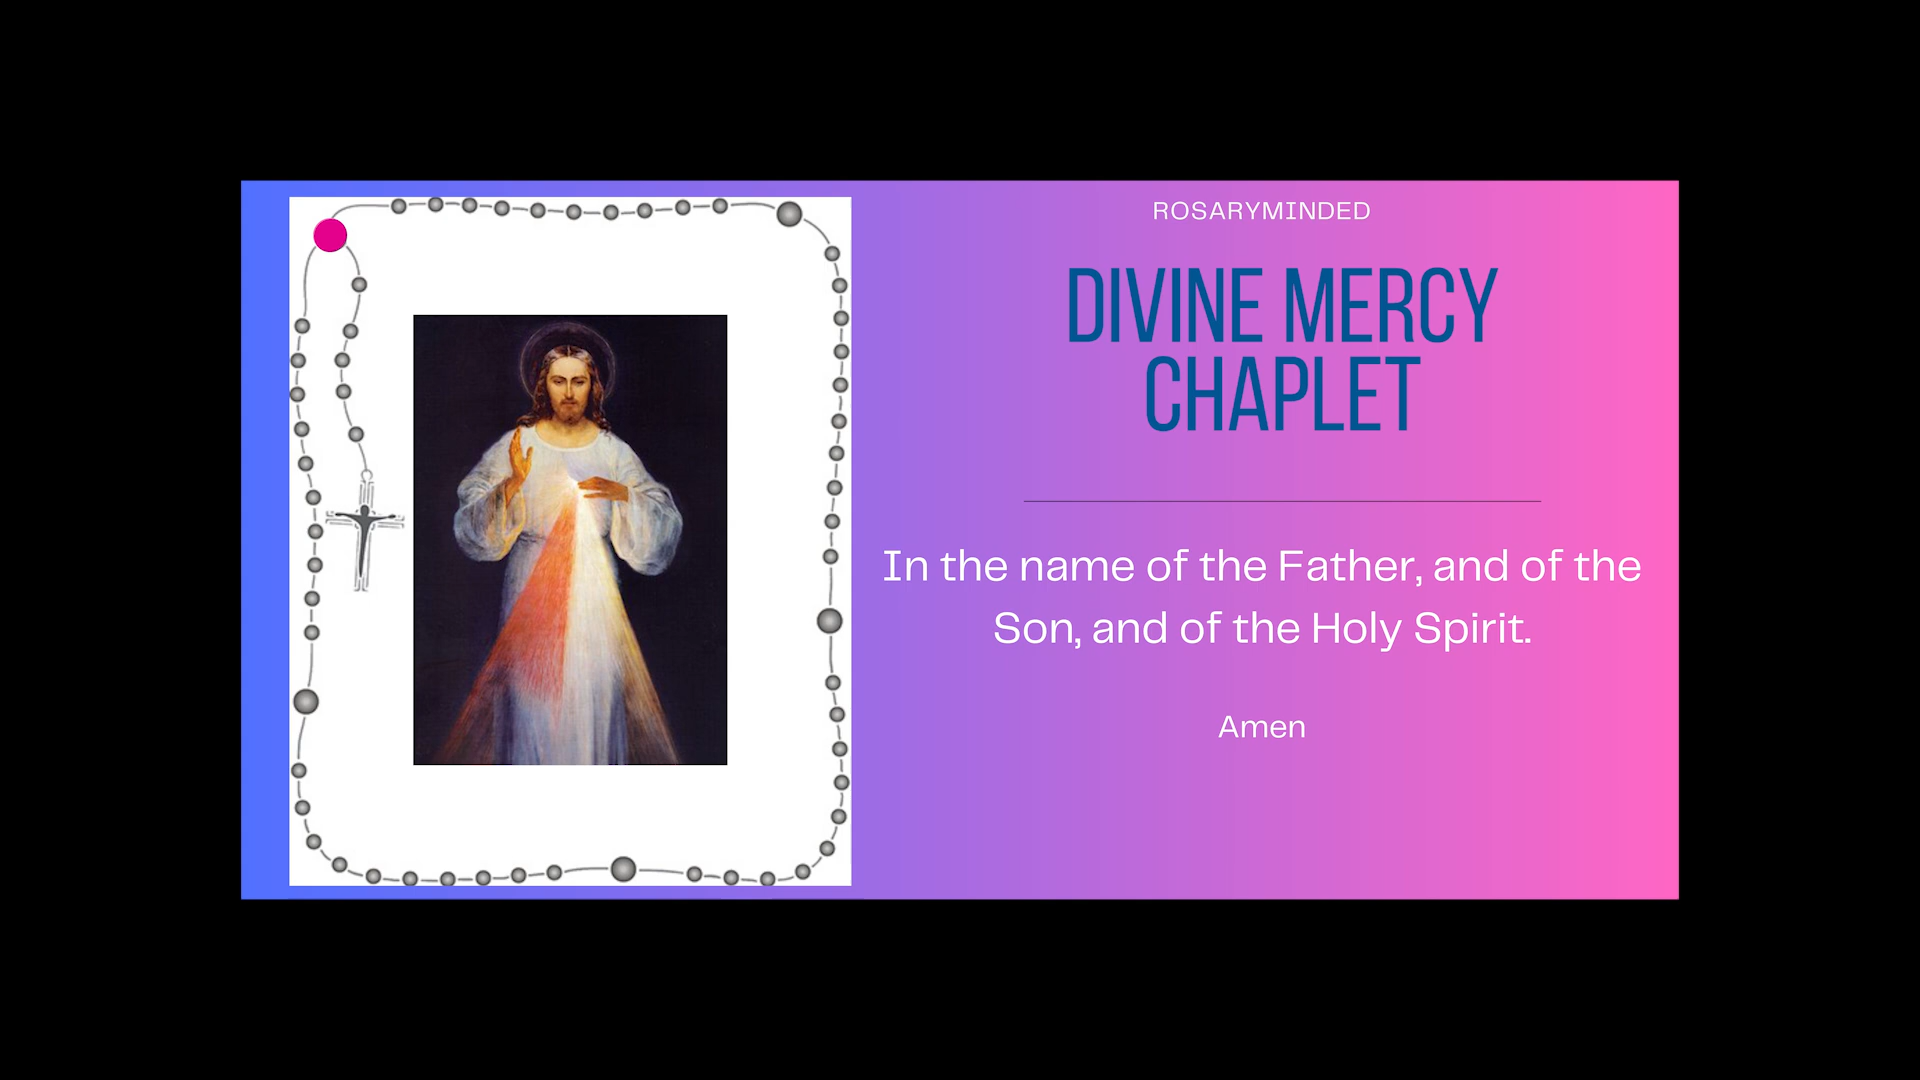 ROSARYMINDED
DIVINE MERCY
CHAPLET
In the name of the Father, and of the
Son, and of the Holy Spirit.
Amen